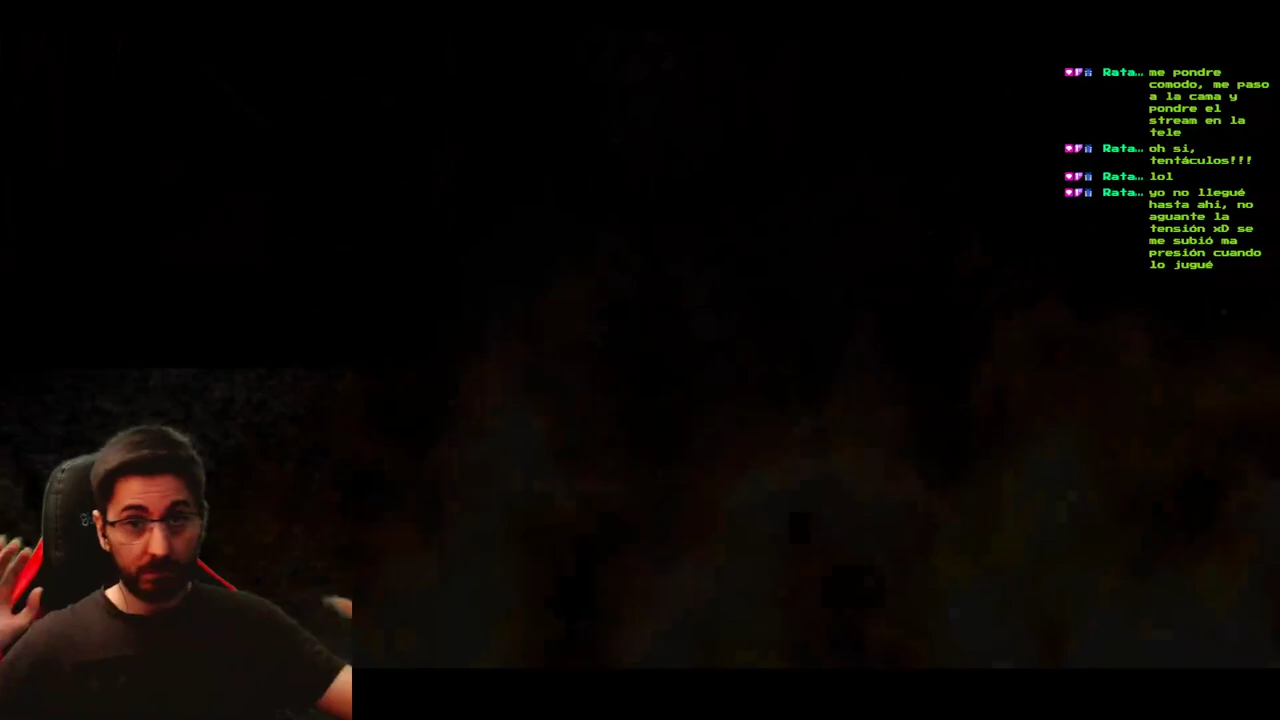 Rata… me pondre
comodo, me paso
a la cama y
pondre el
stream en la
tele
Rata… oh si,
tentáculos!!!
Rata… lol
Rata… yo no llegué
hasta ahi, no
aguante la
tensión xD se
me subió ma
presión cuando
lo jugué